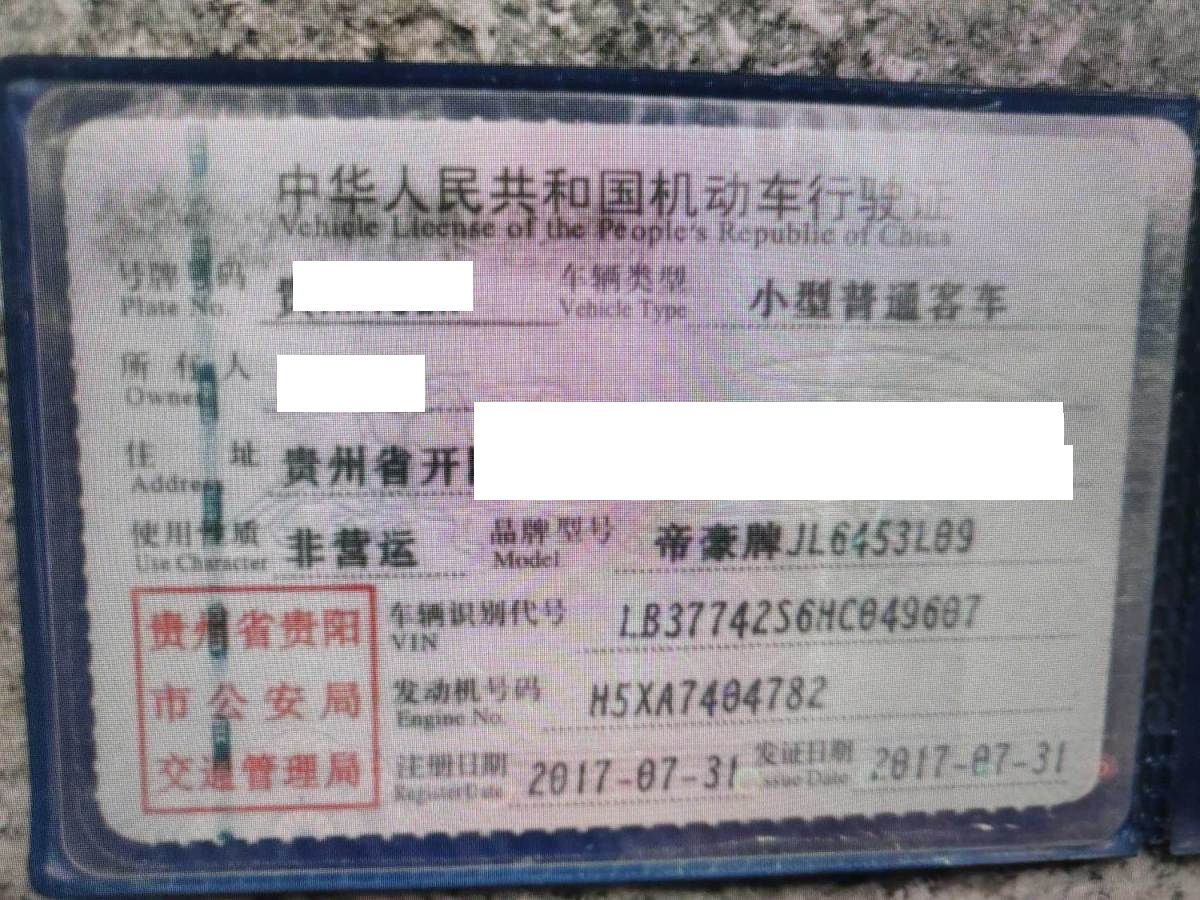 中华人民共和国机动车行驶证
Vehicle License of the People's Republic of China
号牌号码 贵 车辆类型 小型普通客车
Plate No. Vehicle Type
所有人
Owner
住址 贵州省开
Address
使用性质 非营运 品牌型号 帝豪牌JL6453L09
Use Character Model
贵州省贵阳 车辆识别代号 LB37742S6HC049607
VIN
市公安局 发动机号码 H5XA7404782
Engine No.
交通管理局 注册日期 2017-07-31 发证日期 2017-07-31
Register Date Issue Date